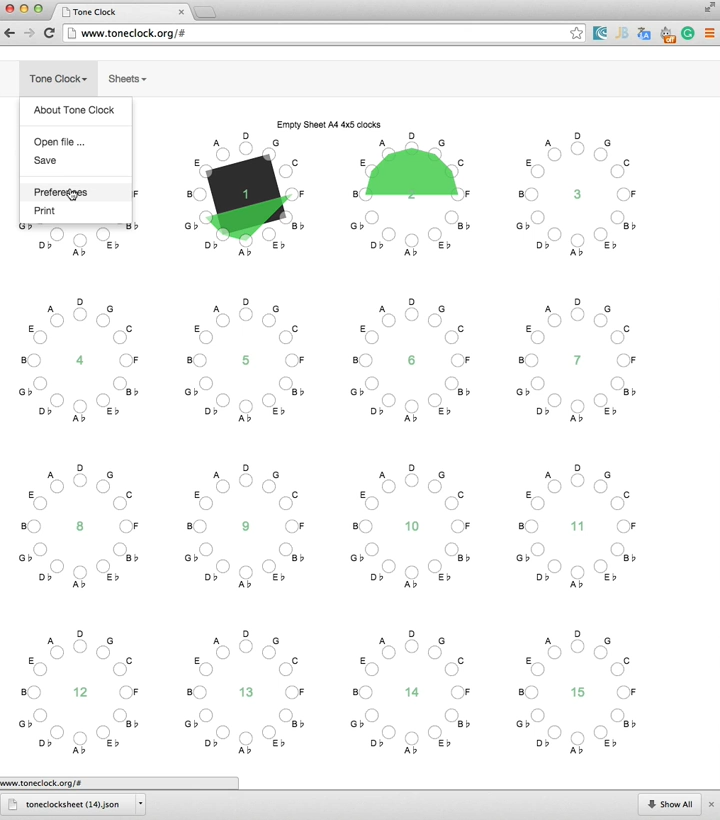 Tone Clock
www.toneclock.org/#
JB
off
Tone Clock Sheets
About Tone Clock
Open file ...
Save
Preferences
Print
Empty Sheet A4 4x5 clocks
F
G♭ B♭
D♭ E♭
A♭
D
A G
E C
B 1
G♭ B♭
D♭ E♭
A♭
D
A G
E C
B 2 F
G♭ B♭
D♭ E♭
A♭
D
A G
E C
B 3 F
G♭ B♭
D♭ E♭
A♭
D
A G
E C
B 4 F
G♭ B♭
D♭ E♭
A♭
D
A G
E C
B 5 F
G♭ B♭
D♭ E♭
A♭
D
A G
E C
B 6 F
G♭ B♭
D♭ E♭
A♭
D
A G
E C
B 7 F
G♭ B♭
D♭ E♭
A♭
D
A G
E C
B 8 F
G♭ B♭
D♭ E♭
A♭
D
A G
E C
B 9 F
G♭ B♭
D♭ E♭
A♭
D
A G
E C
B 10 F
G♭ B♭
D♭ E♭
A♭
D
A G
E C
B 11 F
G♭ B♭
D♭ E♭
A♭
D
A G
E C
B 12 F
G♭ B♭
D♭ E♭
A♭
D
A G
E C
B 13 F
G♭ B♭
D♭ E♭
A♭
D
A G
E C
B 14 F
G♭ B♭
D♭ E♭
A♭
D
A G
E C
B 15 F
G♭ B♭
D♭ E♭
A♭
www.toneclock.org/#
toneclocksheet (14).json
Show All